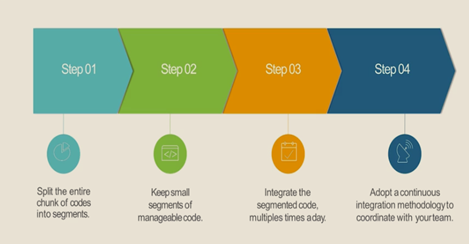 Step 01
Step 02
Step 03
Step 04
Split the entire
chunk of codes
into segments.
Keep small
segments of
manageable code.
Integrate the
segmented code,
multiple times a day.
Adopt a continuous
integration methodology to
coordinate with your team.